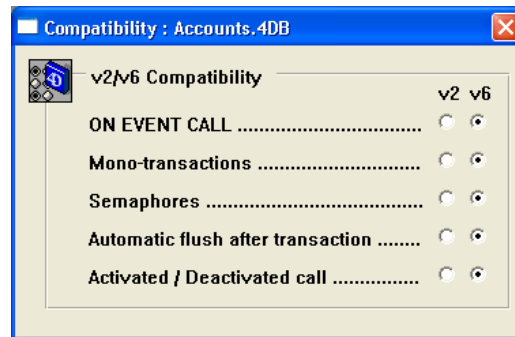 Compatibility : Accounts.4DB
4D
v2/v6 Compatibility
v2 v6
ON EVENT CALL ..................................
Mono-transactions ..............................
Semaphores ........................................
Automatic flush after transaction ........
Activated / Deactivated call ................